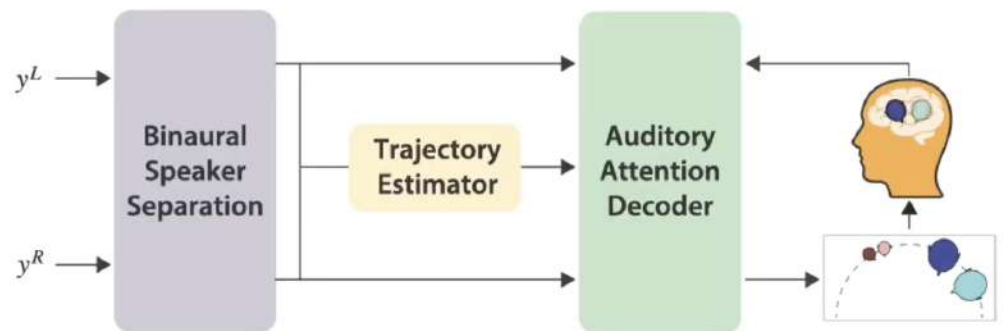 y^L
Binaural
Speaker
Separation
y^R
Trajectory
Estimator
Auditory
Attention
Decoder